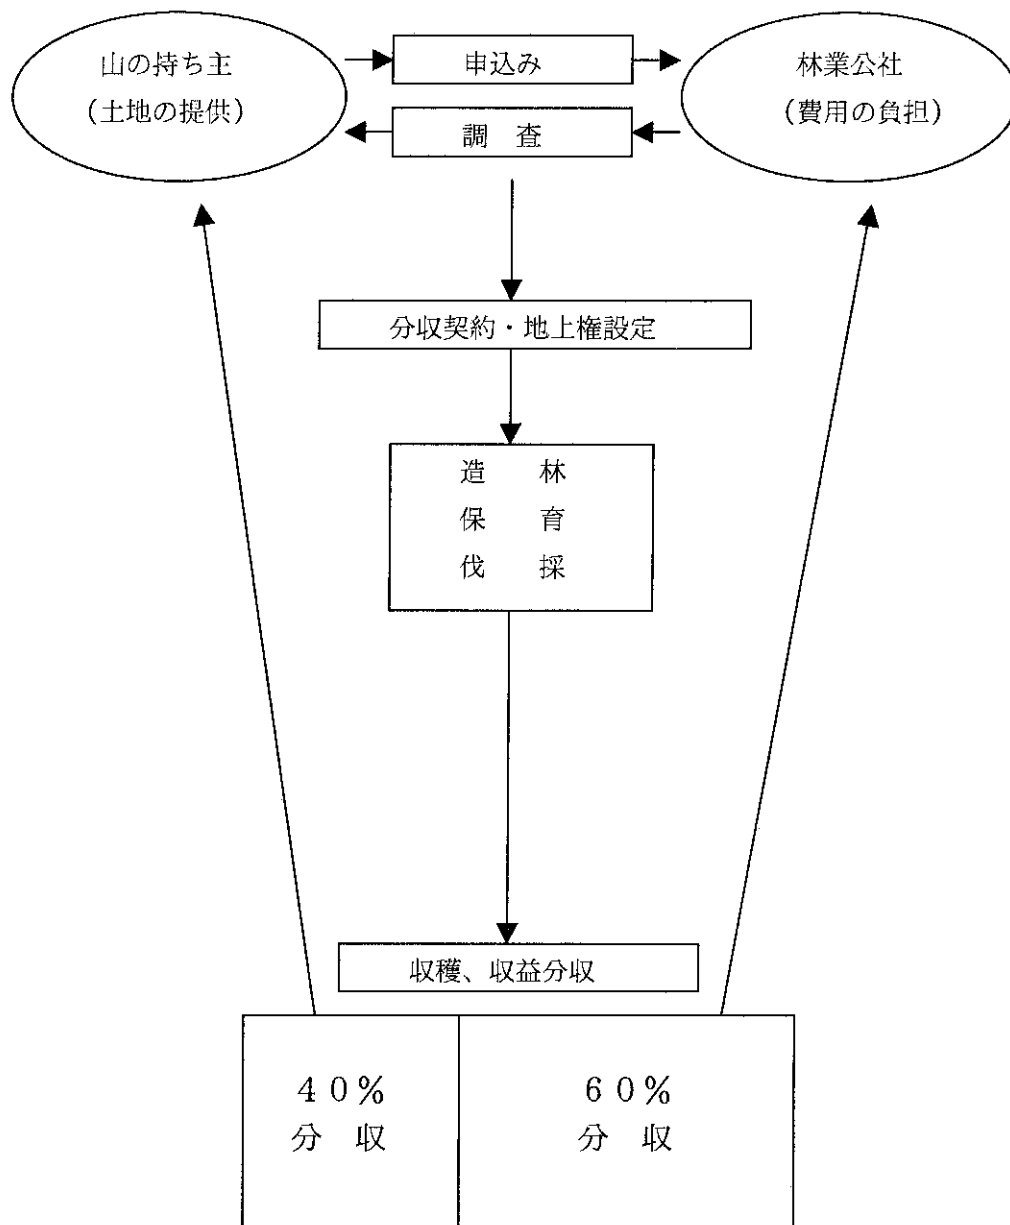 山の持ち主
（土地の提供）
申込み
調　査
林業公社
（費用の負担）
分収契約・地上権設定
造　　林
保　　育
伐　　採
収穫、収益分収
４０％
分　収
６０％
分　収